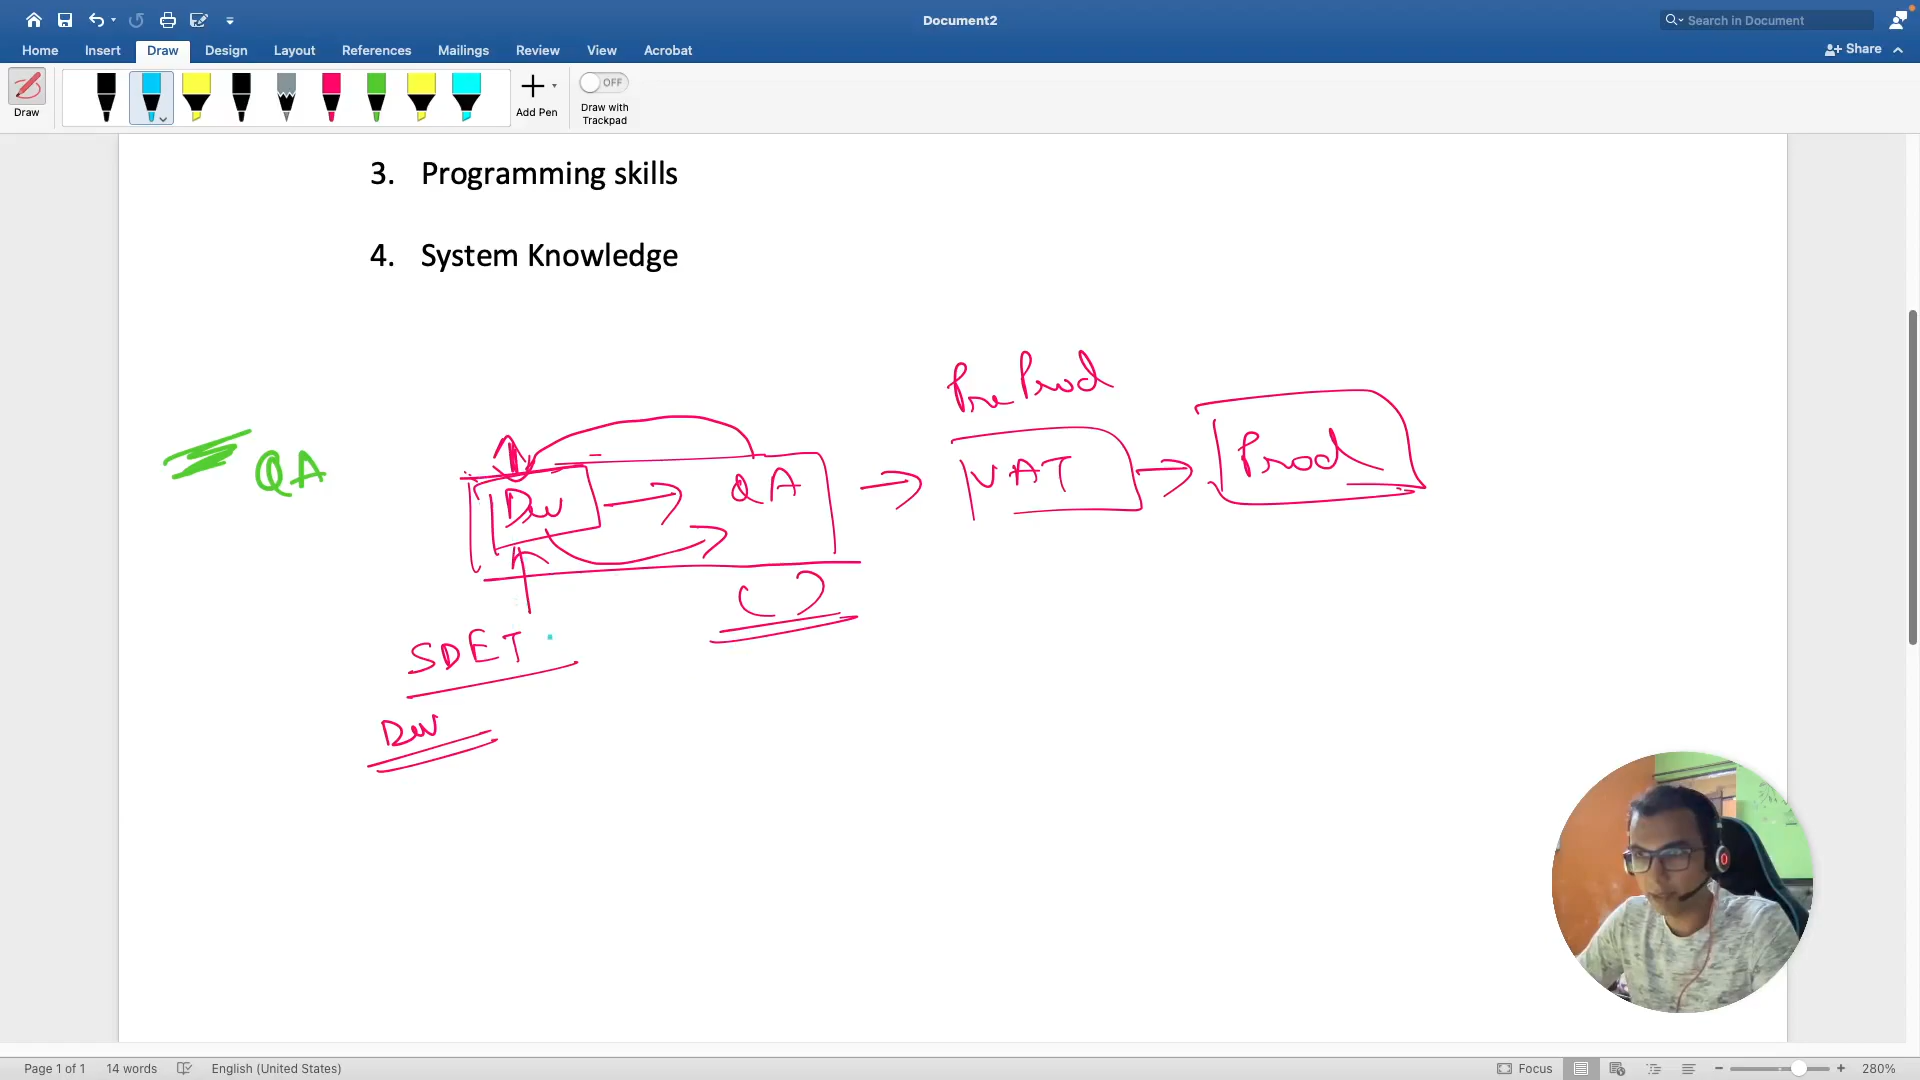 Document2
Search in Document
Home Insert Draw Design Layout References Mailings Review View Acrobat
Share
OFF
Draw
Add Pen
Draw with
Trackpad
3. Programming skills
4. System Knowledge
Pre Prod
QA
Dev
QA
UAT
Prod
SDET
Dev
Page 1 of 1 14 words English (United States) Focus 280%